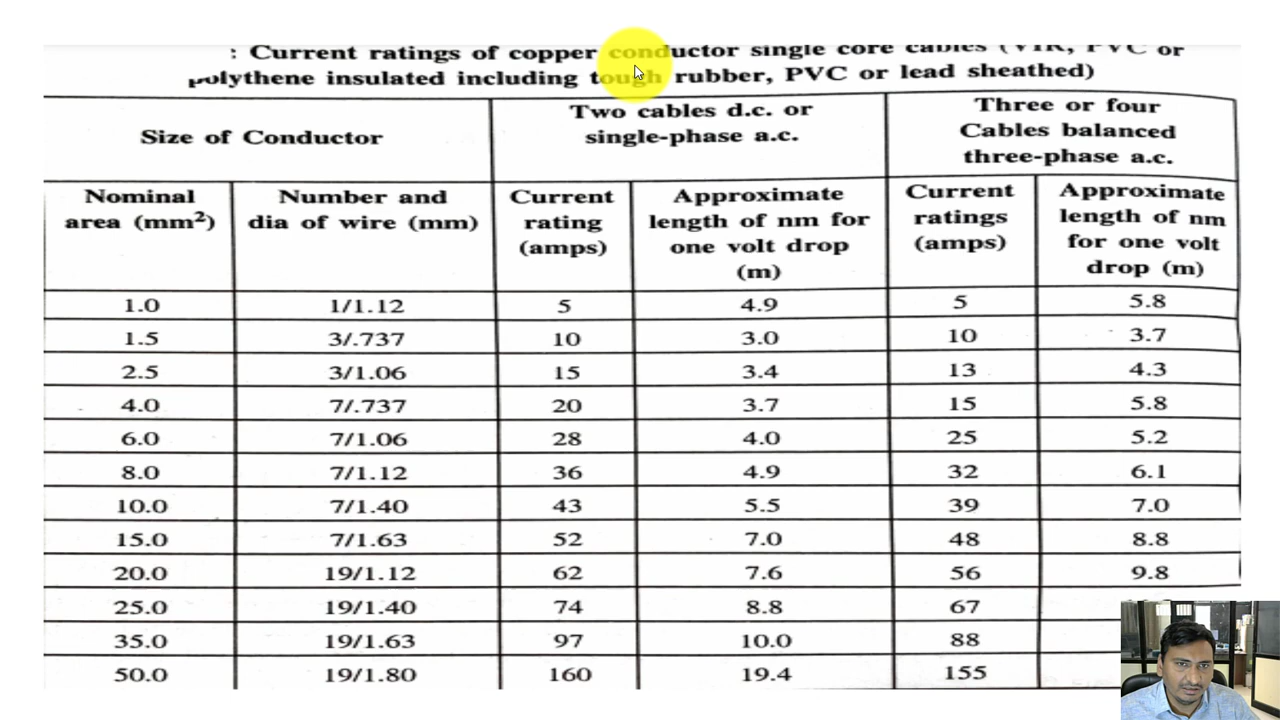 : Current ratings of copper conductor single core cables (VIR, PVC or
polythene insulated including tough rubber, PVC or lead sheathed)
Size of Conductor
Two cables d.c. or
single-phase a.c.
Three or four
Cables balanced
three-phase a.c.
Nominal
area (mm²)
Number and
dia of wire (mm)
Current
rating
(amps)
Approximate
length of nm for
one volt drop
(m)
Current
ratings
(amps)
Approximate
length of nm
for one volt
drop (m)
1.0 1/1.12 5 4.9 5 5.8
1.5 3/.737 10 3.0 10 3.7
2.5 3/1.06 15 3.4 13 4.3
4.0 7/.737 20 3.7 15 5.8
6.0 7/1.06 28 4.0 25 5.2
8.0 7/1.12 36 4.9 32 6.1
10.0 7/1.40 43 5.5 39 7.0
15.0 7/1.63 52 7.0 48 8.8
20.0 19/1.12 62 7.6 56 9.8
25.0 19/1.40 74 8.8 67
35.0 19/1.63 97 10.0 88
50.0 19/1.80 160 19.4 155